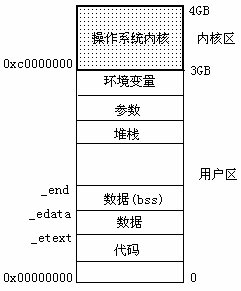 4GB
操作系统内核
内核区
0xc0000000
3GB
环境变量
参数
堆栈
用户区
_end
数据(bss)
_edata
数据
_etext
代码
0x00000000
0